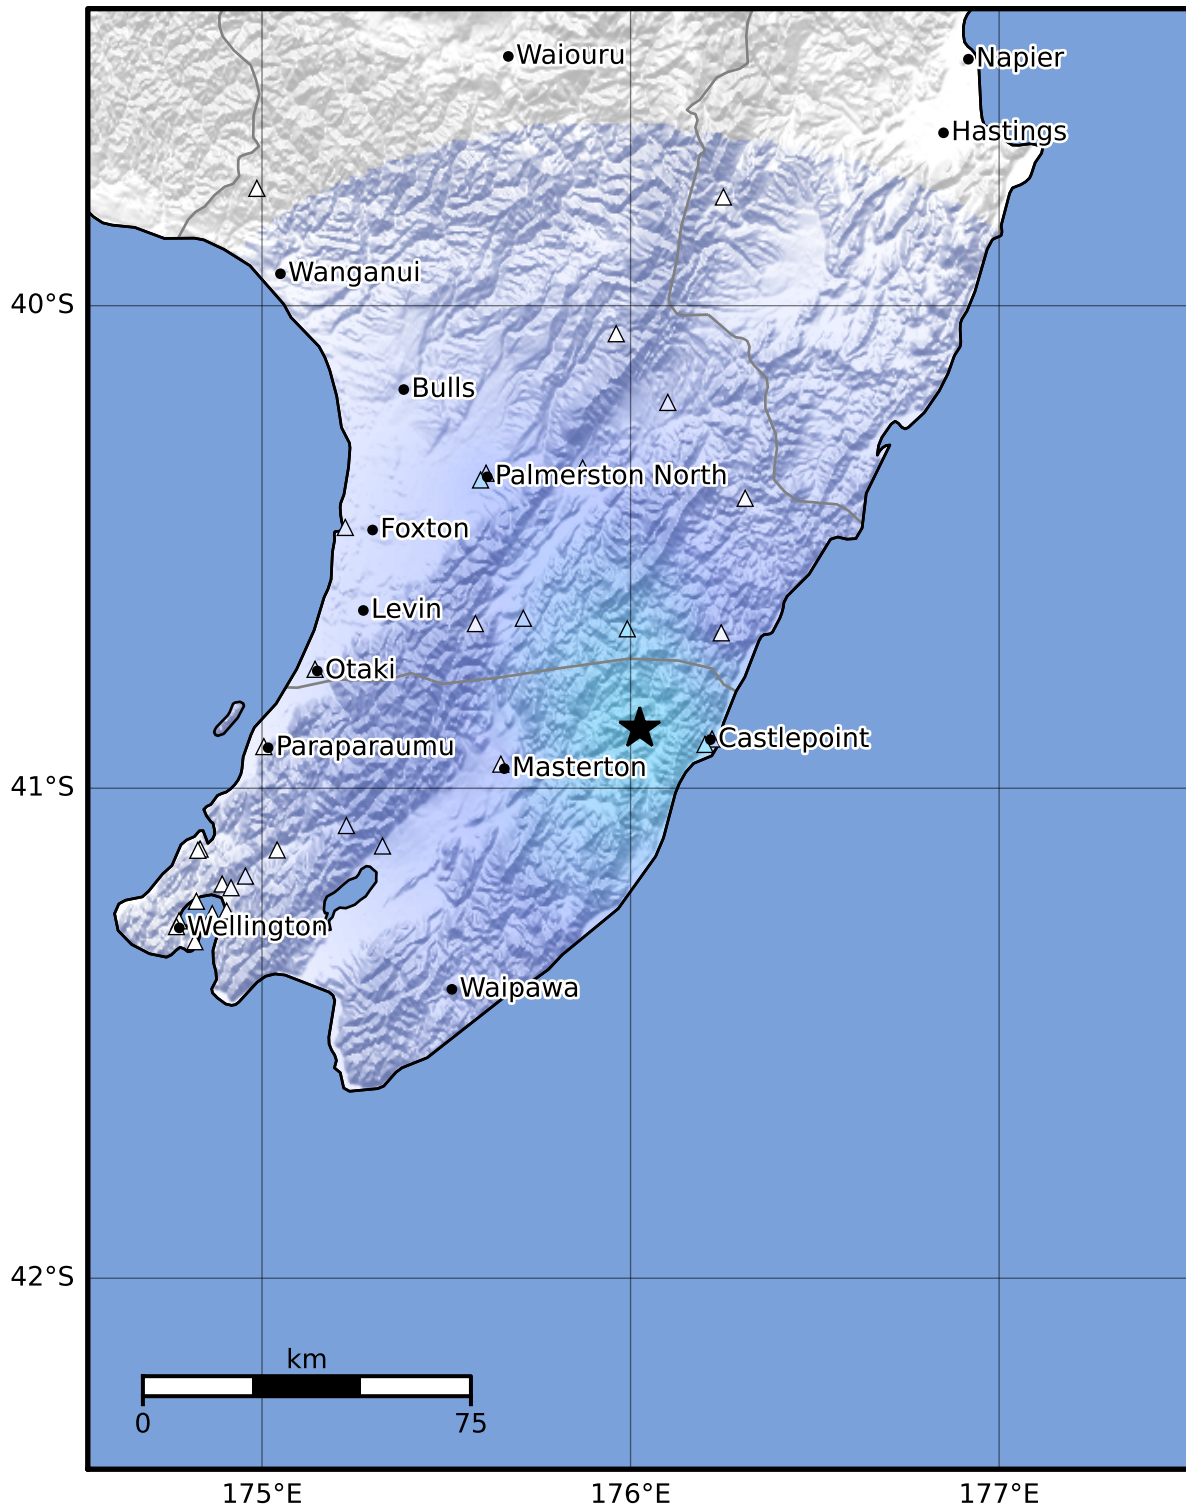 Waiouru
Napier
Hastings
Wanganui
40°S
Bulls
Palmerston North
Foxton
Levin
Otaki
Castlepoint
Paraparaumu
Masterton
41°S
Wellington
Waipawa
42°S
km
0
75
175°E
176°E
177°E